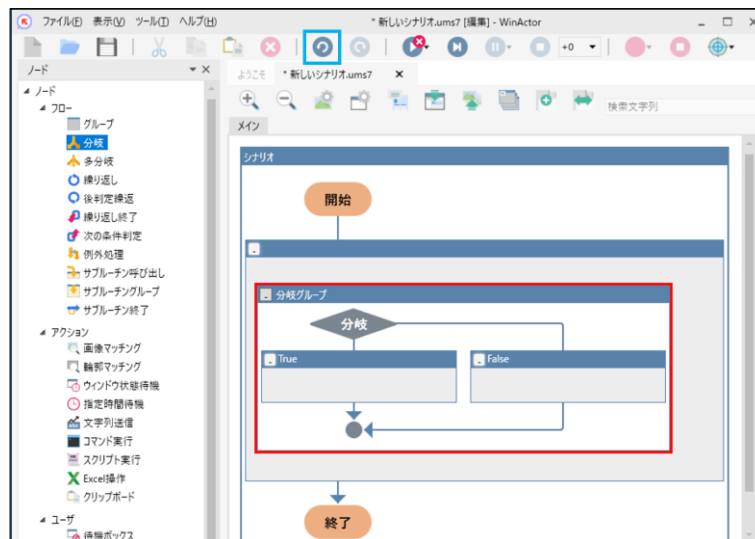 ファイル(F) 表示(V) ツール(T) ヘルプ(H) * 新しいシナリオ.ums7 [編集] - WinActor
+0
ノード
ようこそ * 新しいシナリオ.ums7
ノード
フロー
グループ
分岐
多分岐
繰り返し
後判定繰返
繰り返し終了
次の条件判定
例外処理
サブルーチン呼び出し
サブルーチングループ
サブルーチン終了
アクション
画像マッチング
輪郭マッチング
ウィンドウ状態待機
指定時間待機
文字列送信
コマンド実行
スクリプト実行
Excel操作
クリップボード
ユーザ
待機ボックス
検索文字列
メイン
シナリオ
開始
分岐グループ
分岐
True False
終了